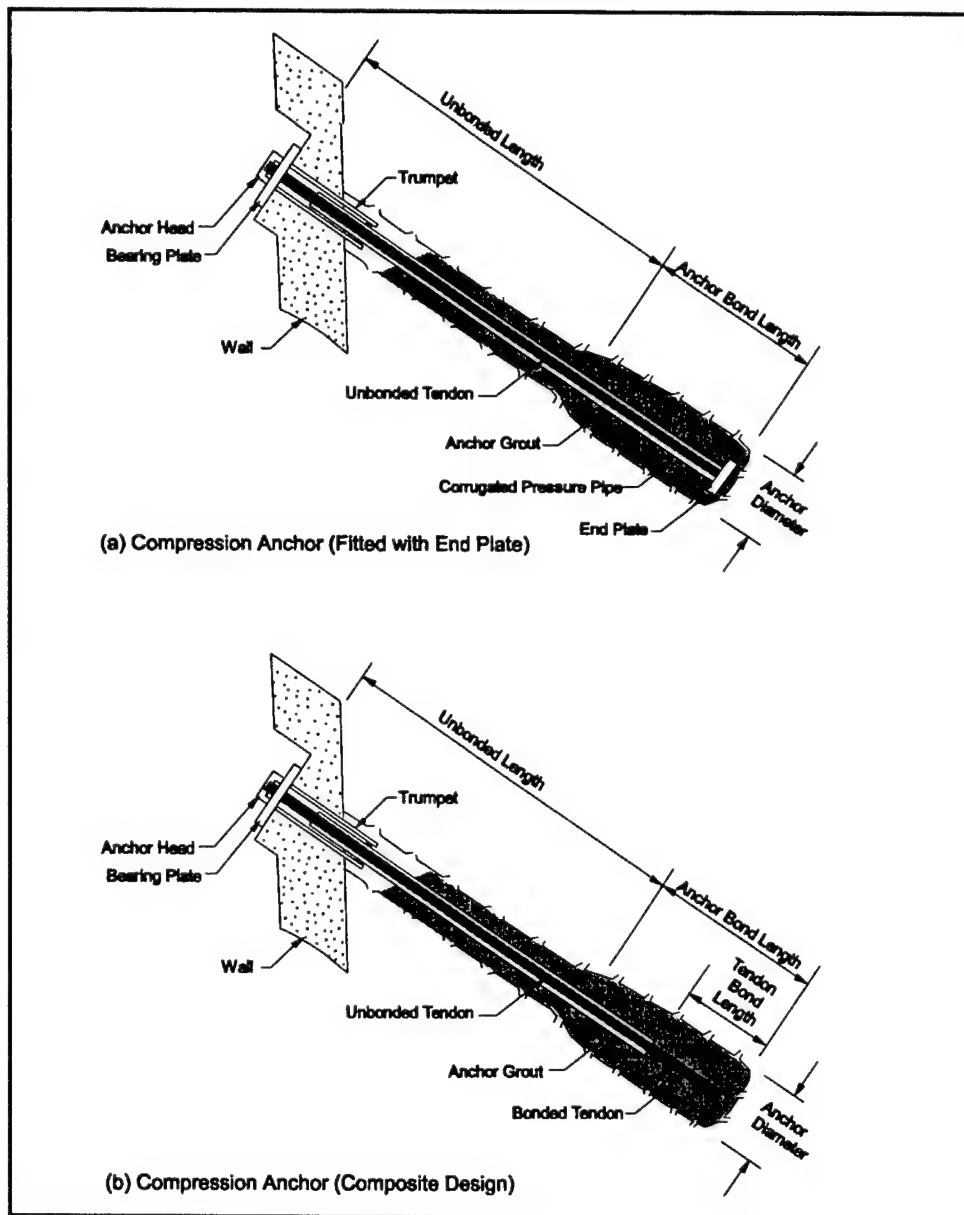 Unbonded Length
Trumpet
Anchor Head
Bearing Plate
Anchor Bond Length
Wall
Unbonded Tendon
Anchor Grout
Corrugated Pressure Pipe
End Plate
Anchor
Diameter
(a) Compression Anchor (Fitted with End Plate)
Unbonded Length
Trumpet
Anchor Head
Bearing Plate
Anchor Bond Length
Tendon
Bond
Length
Wall
Unbonded Tendon
Anchor Grout
Bonded Tendon
Anchor
Diameter
(b) Compression Anchor (Composite Design)